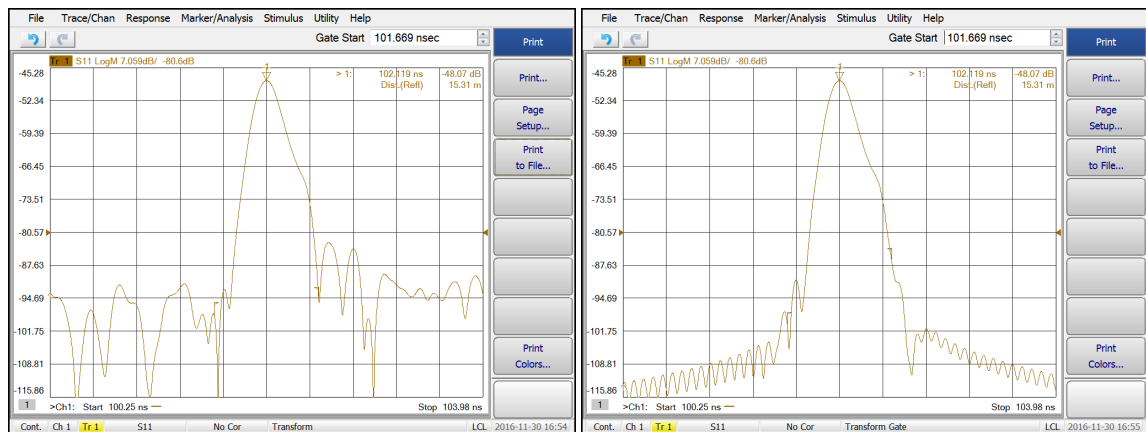 File Trace/Chan Response Marker/Analysis Stimulus Utility Help
Gate Start 101.669 nsec
Print
Tr 1 S11 LogM 7.059dB/ -80.6dB
1
> 1: 102.119 ns -48.07 dB
Dist.(Refl) 15.31 m
-45.28
-52.34
-59.39
-66.45
-73.51
-80.57
-87.63
-94.69
-101.75
-108.81
-115.86
Print...
Page
Setup...
Print
to File...
Print
Colors...
1 >Ch1: Start 100.25 ns Stop 103.98 ns
Cont. Ch 1 Tr 1 S11 No Cor Transform LCL 2016-11-30 16:54
File Trace/Chan Response Marker/Analysis Stimulus Utility Help
Gate Start 101.669 nsec
Print
Tr 1 S11 LogM 7.059dB/ -80.6dB
1
> 1: 102.119 ns -48.07 dB
Dist.(Refl) 15.31 m
-45.28
-52.34
-59.39
-66.45
-73.51
-80.57
-87.63
-94.69
-101.75
-108.81
-115.86
Print...
Page
Setup...
Print
to File...
Print
Colors...
1 >Ch1: Start 100.25 ns Stop 103.98 ns
Cont. Ch 1 Tr 1 S11 No Cor Transform Gate LCL 2016-11-30 16:55